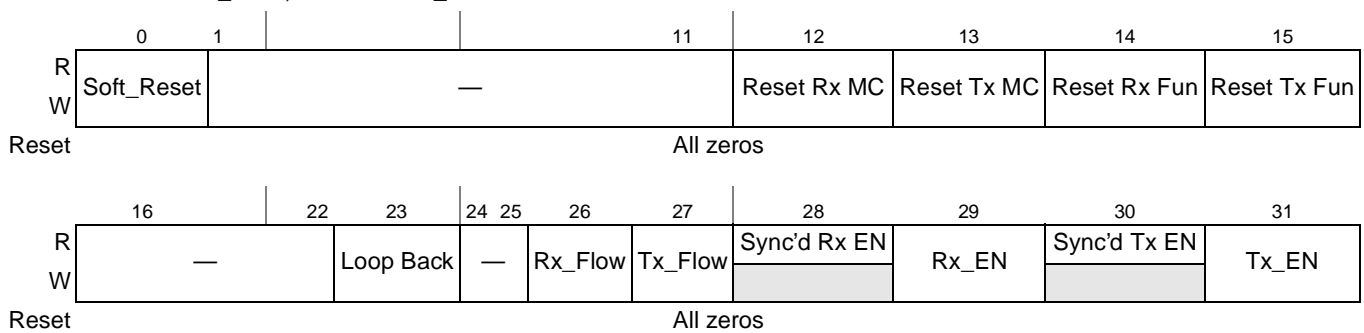 0 1 11 12 13 14 15
R
W
Soft_Reset — Reset Rx MC Reset Tx MC Reset Rx Fun Reset Tx Fun
Reset All zeros
16 22 23 24 25 26 27 28 29 30 31
R
W
— Loop Back — Rx_Flow Tx_Flow Sync’d Rx EN Rx_EN Sync’d Tx EN Tx_EN
Reset All zeros